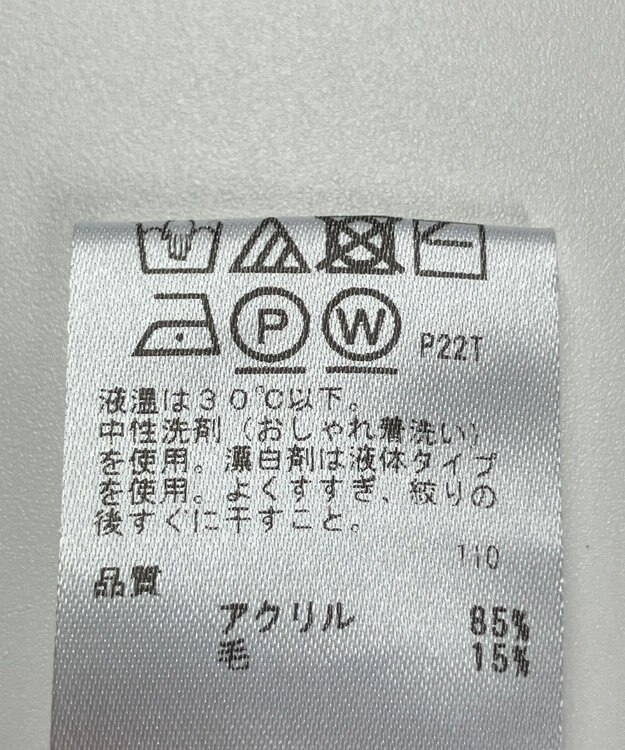 P W P22T
液温は30℃以下。
中性洗剤（おしゃれ着洗い）
を使用。漂白剤は液体タイプ
を使用。よくすすぎ、絞りの
後すぐに干すこと。
110
品質
アクリル 85%
毛 15%